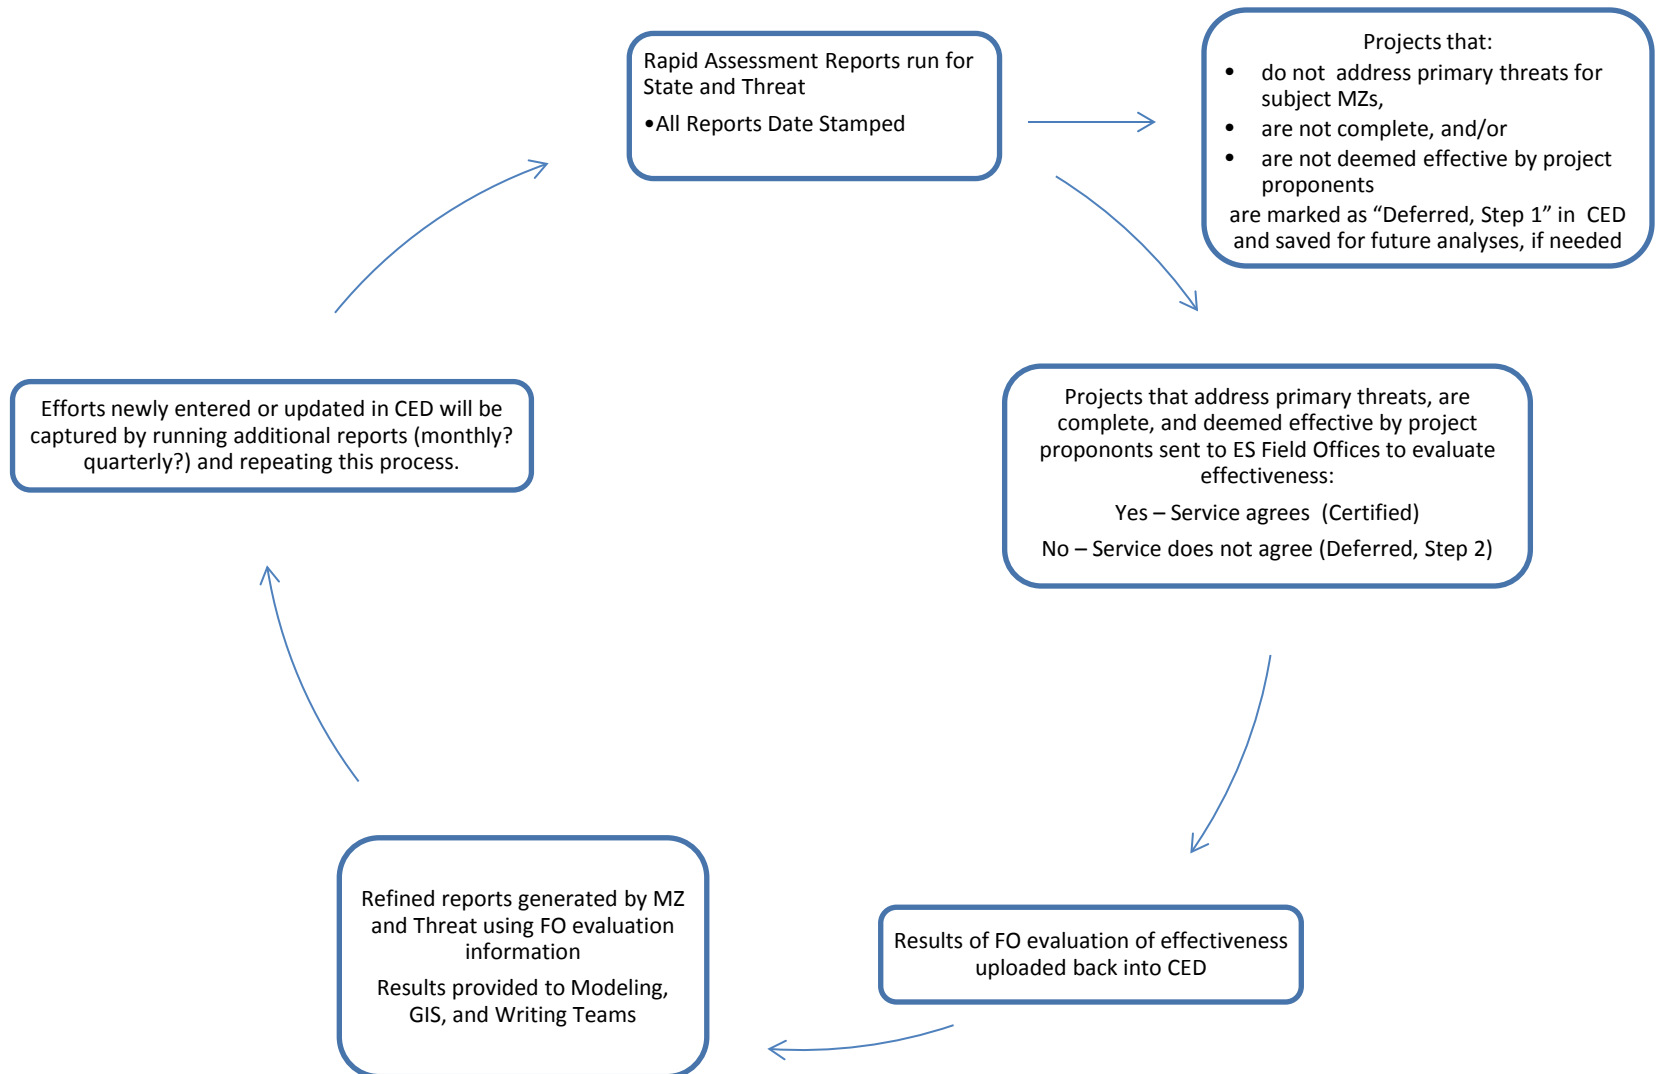 Rapid Assessment Reports run for
State and Threat
•All Reports Date Stamped
Projects that:
• do not address primary threats for
subject MZs,
• are not complete, and/or
• are not deemed effective by project
proponents
are marked as “Deferred, Step 1” in CED
and saved for future analyses, if needed
Projects that address primary threats, are
complete, and deemed effective by project
propononts sent to ES Field Offices to evaluate
effectiveness:
Yes – Service agrees (Certified)
No – Service does not agree (Deferred, Step 2)
Results of FO evaluation of effectiveness
uploaded back into CED
Refined reports generated by MZ
and Threat using FO evaluation
information
Results provided to Modeling,
GIS, and Writing Teams
Efforts newly entered or updated in CED will be
captured by running additional reports (monthly?
quarterly?) and repeating this process.